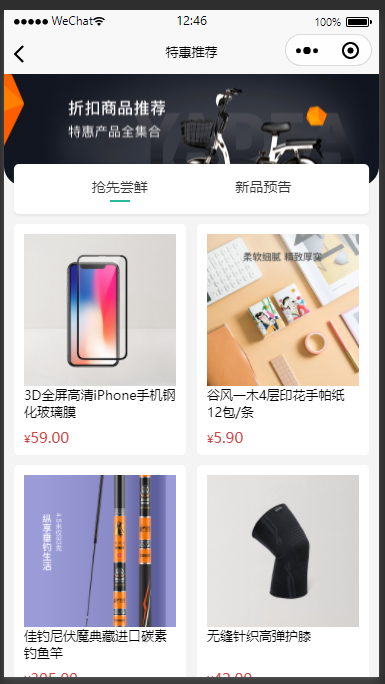 WeChat
12:46
100%
特惠推荐
折扣商品推荐
特惠产品全集合
抢先尝鲜
新品预告
柔软细腻 精致厚实
3D全屏高清iPhone手机钢
化玻璃膜
¥59.00
谷风一木4层印花手帕纸
12包/条
¥5.90
纵享垂钓生活
佳钓尼伏魔典藏进口碳素
钓鱼竿
无缝针织高弹护膝